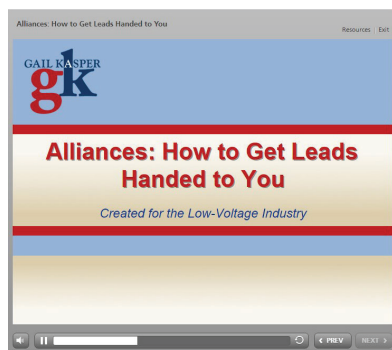 Alliances: How to Get Leads Handed to You
Resources | Exit
GAIL KASPER
gk
Alliances: How to Get Leads
Handed to You
Created for the Low-Voltage Industry
< PREV
NEXT >